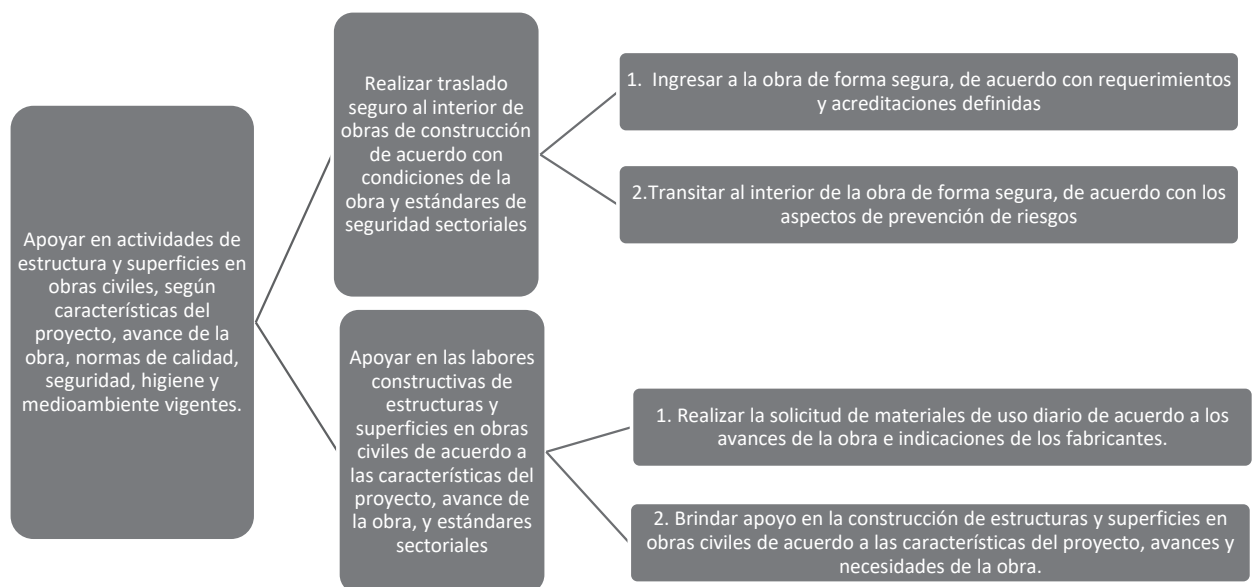 Apoyar en actividades de
estructura y superficies en
obras civiles, según
características del
proyecto, avance de la
obra, normas de calidad,
seguridad, higiene y
medioambiente vigentes.
Realizar traslado
seguro al interior de
obras de construcción
de acuerdo con
condiciones de la
obra y estándares de
seguridad sectoriales
1. Ingresar a la obra de forma segura, de acuerdo con requerimientos
y acreditaciones definidas
2.Transitar al interior de la obra de forma segura, de acuerdo con los
aspectos de prevención de riesgos
Apoyar en las labores
constructivas de
estructuras y
superficies en obras
civiles de acuerdo a
las características del
proyecto, avance de
la obra, y estándares
sectoriales
1. Realizar la solicitud de materiales de uso diario de acuerdo a los
avances de la obra e indicaciones de los fabricantes.
2. Brindar apoyo en la construcción de estructuras y superficies en
obras civiles de acuerdo a las características del proyecto, avances y
necesidades de la obra.